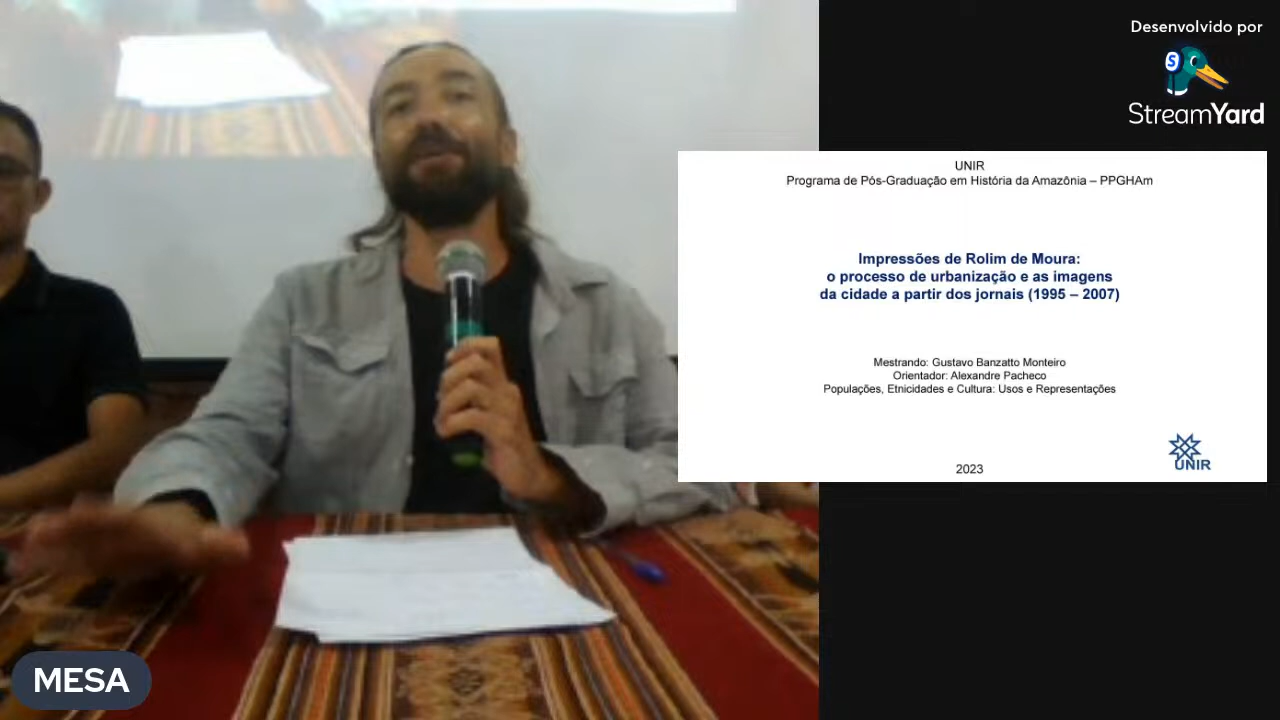 Desenvolvido por
StreamYard
UNIR
Programa de Pós-Graduação em História da Amazônia – PPGHAm
Impressões de Rolim de Moura:
o processo de urbanização e as imagens
da cidade a partir dos jornais (1995 – 2007)
Mestrando: Gustavo Banzatto Monteiro
Orientador: Alexandre Pacheco
Populações, Etnicidades e Cultura: Usos e Representações
UNIR
2023
MESA